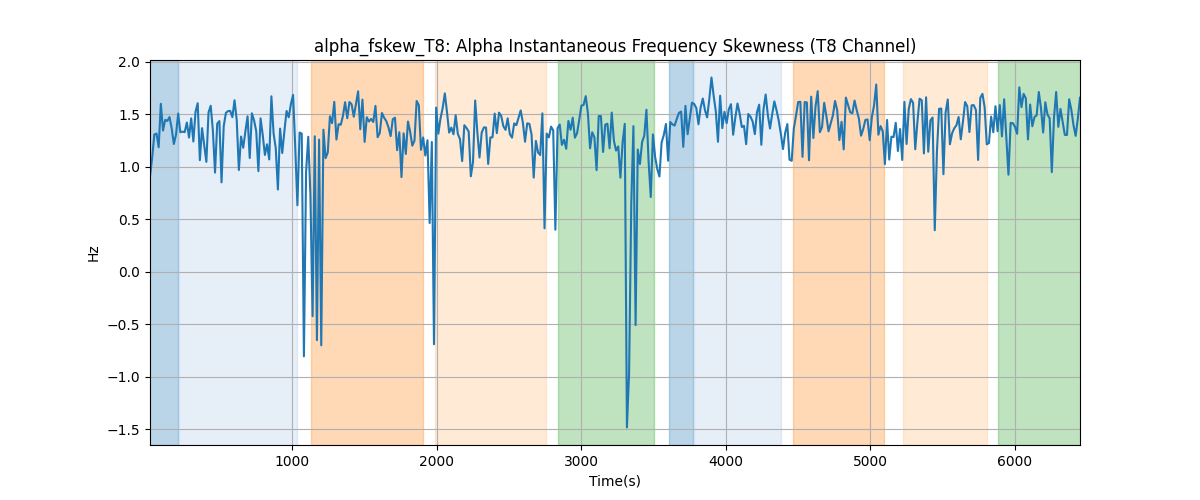 alpha_fskew_T8: Alpha Instantaneous Frequency Skewness (T8 Channel)
2.0
1.5
1.0
0.5
0.0
−0.5
−1.0
−1.5
Hz
1000 2000 3000 4000 5000 6000
Time(s)